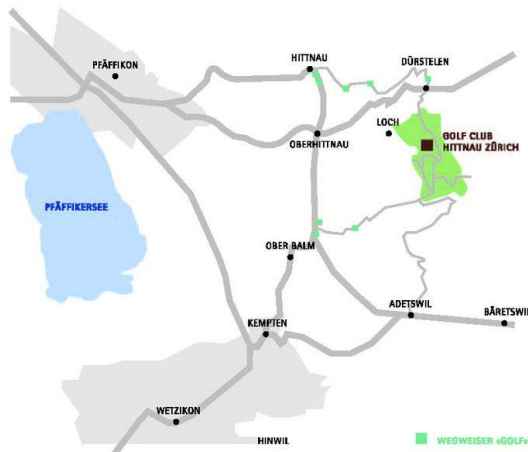 HITTNAU
DÜRSTELEN
PFÄFFIKON
LOCH
OBERHITTNAU
GOLF CLUB
HITTNAU ZÜRICH
PFÄFFIKERSEE
OBER BALM
ADETSWIL
BÄRETSWIL
KEMPTEN
WETZIKON
HINWIL
WEGWEISER «GOLF»